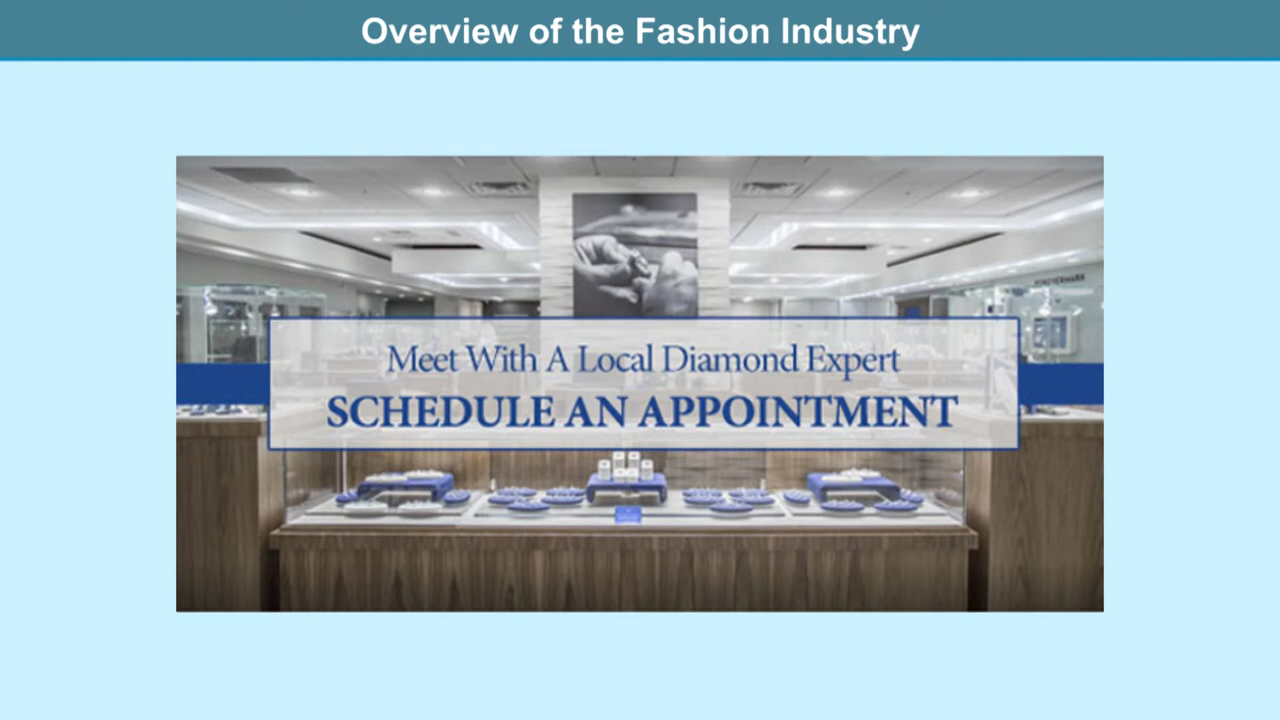 Overview of the Fashion Industry
Meet With A Local Diamond Expert
SCHEDULE AN APPOINTMENT